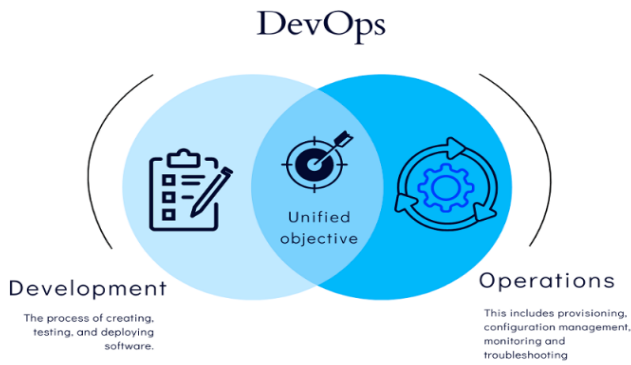 DevOps
Unified
objective
Development
The process of creating,
testing, and deploying
software.
Operations
This includes provisioning,
configuration management,
monitoring and
troubleshooting